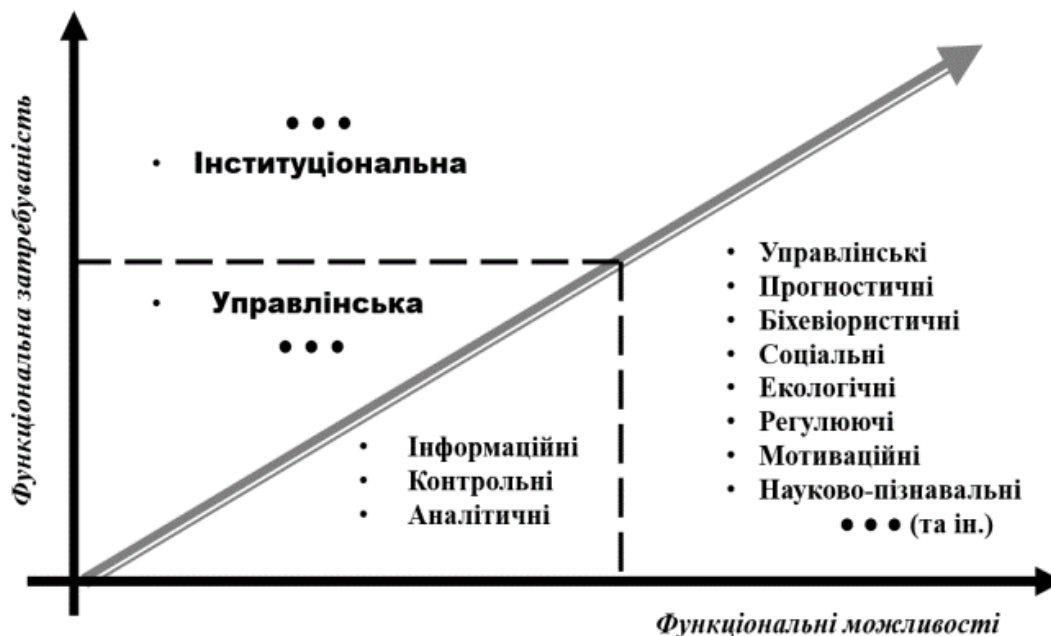 Функціональна затребуваність
• • •
• Інституціональна
• Управлінська
• • •
• Інформаційні
• Контрольні
• Аналітичні
• Управлінські
• Прогностичні
• Біхевіористичні
• Соціальні
• Екологічні
• Регулюючі
• Мотиваційні
• Науково-пізнавальні
• • • (та ін.)
Функціональні можливості